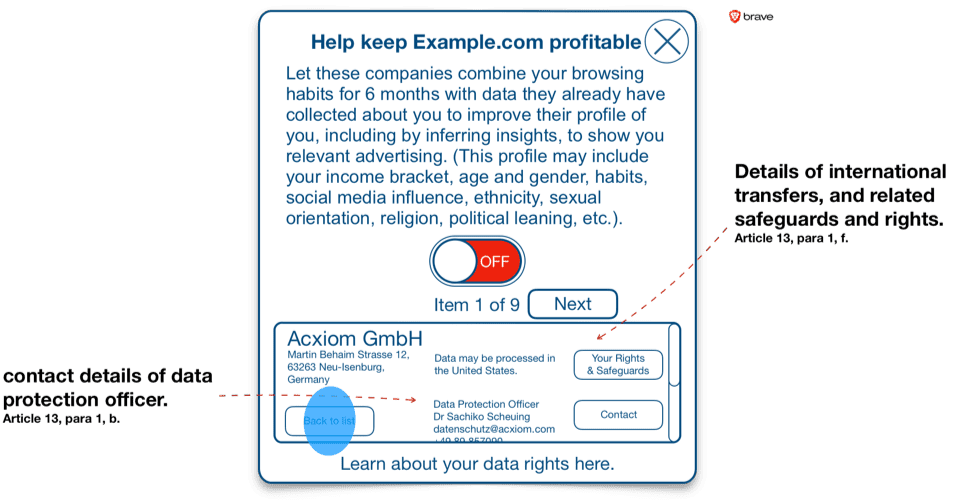 brave
Help keep Example.com profitable
Let these companies combine your browsing
habits for 6 months with data they already have
collected about you to improve their profile of
you, including by inferring insights, to show you
relevant advertising. (This profile may include
your income bracket, age and gender, habits,
social media influence, ethnicity, sexual
orientation, religion, political leaning, etc.).
OFF
Item 1 of 9
Next
Acxiom GmbH
Martin Behaim Strasse 12,
63263 Neu-Isenburg,
Germany
Data may be processed in
the United States.
Your Rights
& Safeguards
Back to list
Data Protection Officer
Dr Sachiko Scheuing
datenschutz@acxiom.com
+49 89 857090
Contact
Learn about your data rights here.
Details of international
transfers, and related
safeguards and rights.
Article 13, para 1, f.
contact details of data
protection officer.
Article 13, para 1, b.